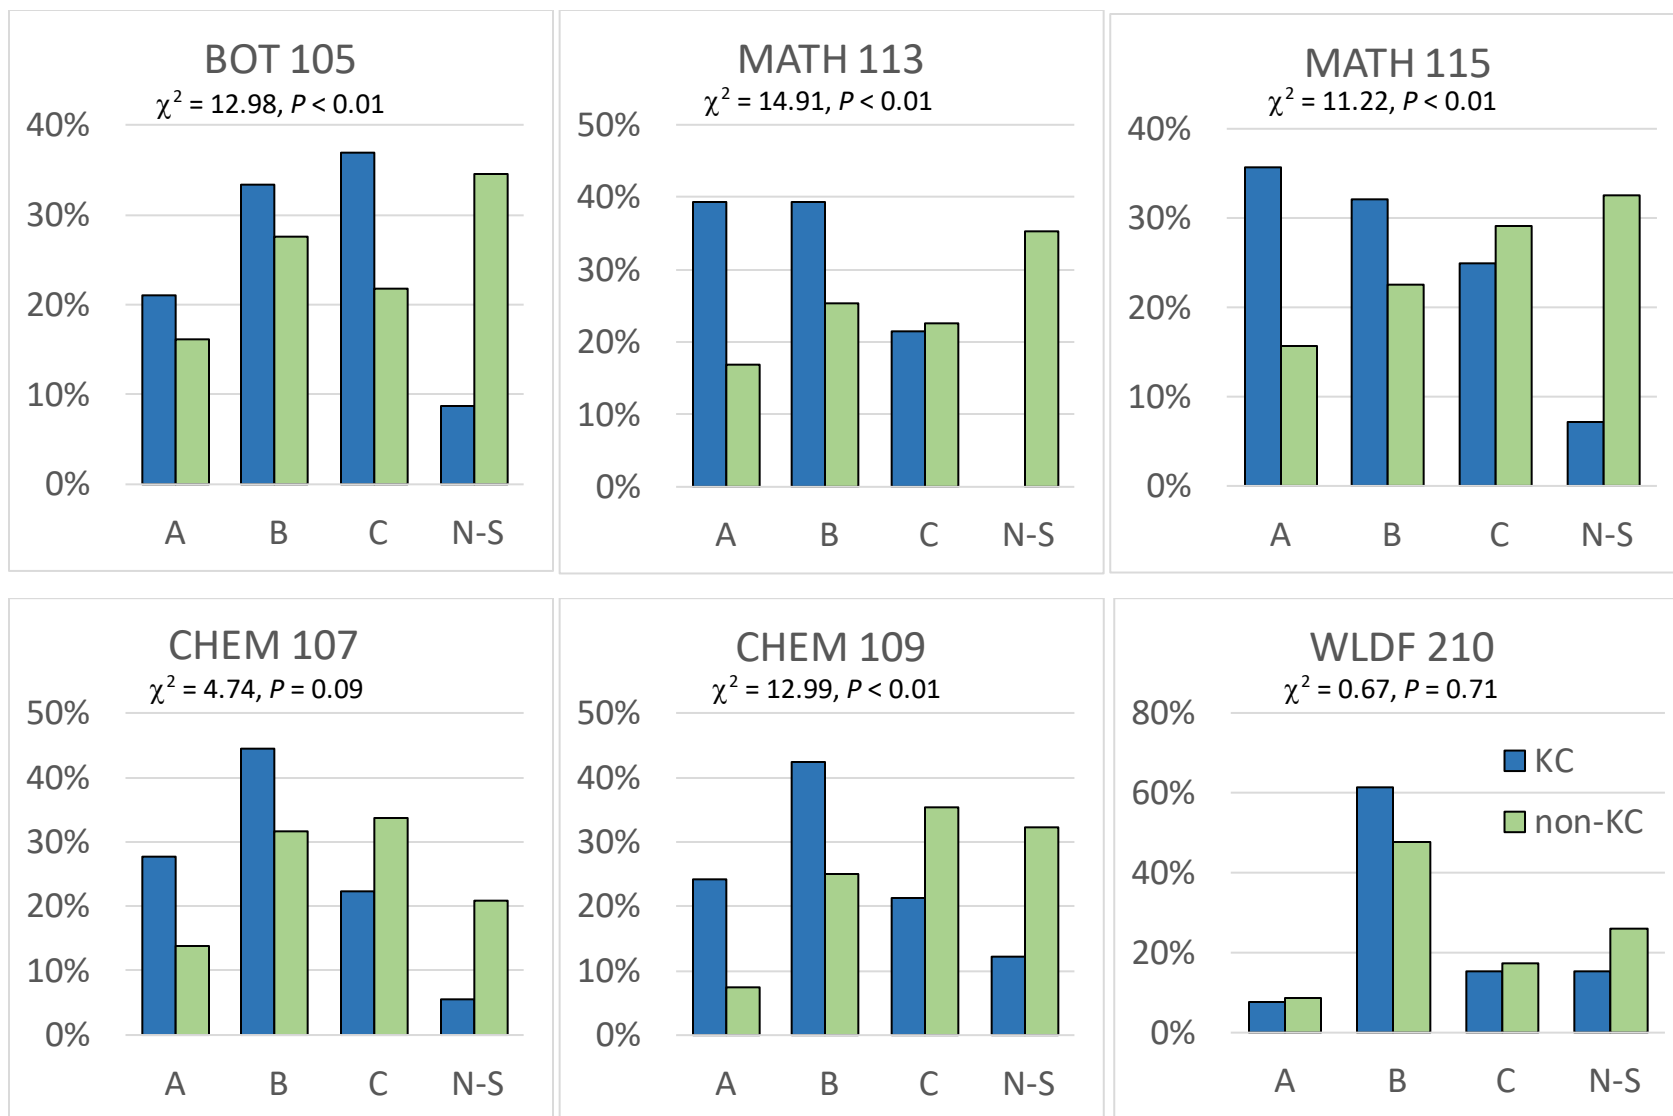 BOT 105
χ² = 12.98, P < 0.01
40%
30%
20%
10%
0%
A B C N-S
MATH 113
χ² = 14.91, P < 0.01
50%
40%
30%
20%
10%
0%
A B C N-S
MATH 115
χ² = 11.22, P < 0.01
40%
30%
20%
10%
0%
A B C N-S
CHEM 107
χ² = 4.74, P = 0.09
50%
40%
30%
20%
10%
0%
A B C N-S
CHEM 109
χ² = 12.99, P < 0.01
50%
40%
30%
20%
10%
0%
A B C N-S
WLDF 210
χ² = 0.67, P = 0.71
80%
60%
40%
20%
0%
KC
non-KC
A B C N-S